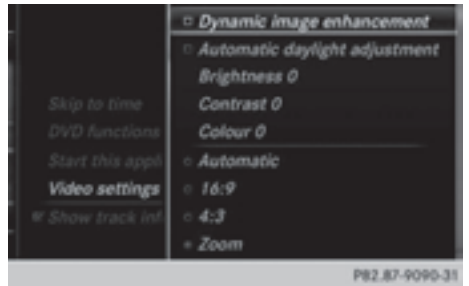 Dynamic image enhancement
Automatic daylight adjustment
Brightness 0
Contrast 0
Colour 0
Automatic
16:9
4:3
Zoom
Skip to time
DVD functions
Start this appli
Video settings
Show track inf
P82.87-9090-31